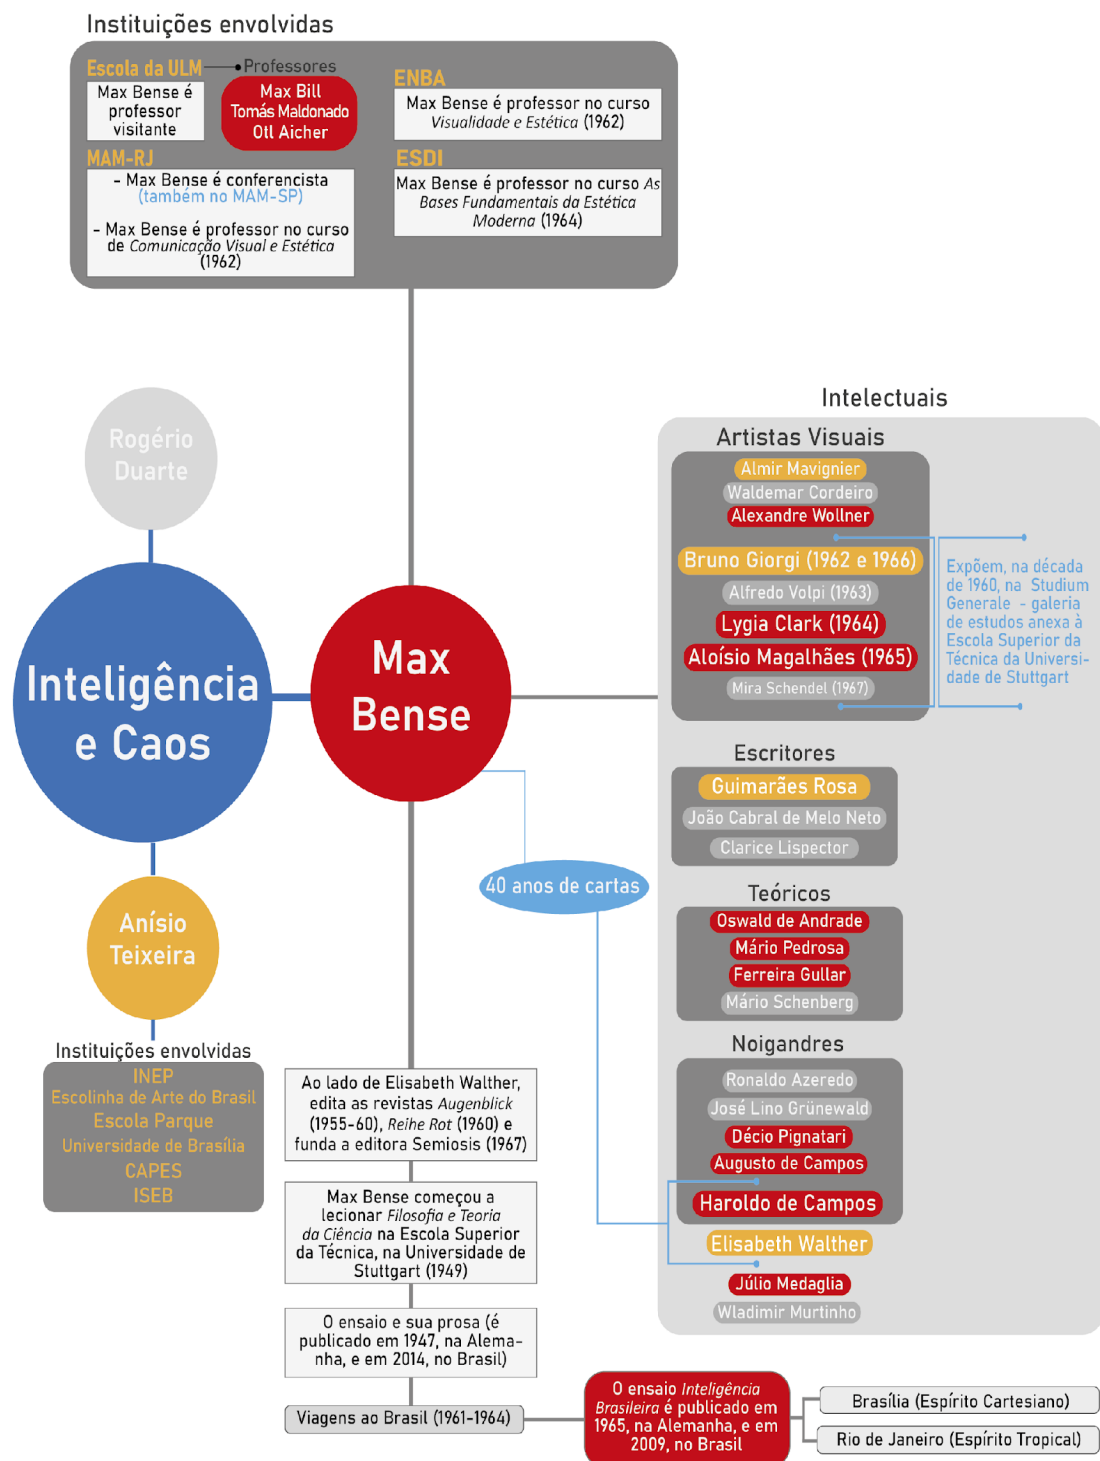 Instituições envolvidas
Escola da ULM
Professores
Max Bense é
professor
visitante
Max Bill
Tomás Maldonado
Otl Aicher
ENBA
Max Bense é professor no curso
Visualidade e Estética (1962)
MAM-RJ
- Max Bense é conferencista
(também no MAM-SP)
- Max Bense é professor no curso
de Comunicação Visual e Estética
(1962)
ESDI
Max Bense é professor no curso As
Bases Fundamentais da Estética
Moderna (1964)
Rogério
Duarte
Inteligência
e Caos
Max
Bense
Anísio
Teixeira
Instituições envolvidas
INEP
Escolinha de Arte do Brasil
Escola Parque
Universidade de Brasília
CAPES
ISEB
40 anos de cartas
Intelectuais
Artistas Visuais
Almir Mavignier
Waldemar Cordeiro
Alexandre Wollner
Bruno Giorgi (1962 e 1966)
Alfredo Volpi (1963)
Lygia Clark (1964)
Aloísio Magalhães (1965)
Mira Schendel (1967)
Expõem, na década
de 1960, na Studium
Generale - galeria
de estudos anexa à
Escola Superior da
Técnica da Universi-
dade de Stuttgart
Escritores
Guimarães Rosa
João Cabral de Melo Neto
Clarice Lispector
Teóricos
Oswald de Andrade
Mário Pedrosa
Ferreira Gullar
Mário Schenberg
Noigandres
Ronaldo Azeredo
José Lino Grünewald
Décio Pignatari
Augusto de Campos
Haroldo de Campos
Elisabeth Walther
Júlio Medaglia
Wladimir Murtinho
Ao lado de Elisabeth Walther,
edita as revistas Augenblick
(1955-60), Reihe Rot (1960) e
funda a editora Semiosis (1967)
Max Bense começou a
lecionar Filosofia e Teoria
da Ciência na Escola Superior
da Técnica, na Universidade de
Stuttgart (1949)
O ensaio e sua prosa (é
publicado em 1947, na Alema-
nha, e em 2014, no Brasil)
Viagens ao Brasil (1961-1964)
O ensaio Inteligência
Brasileira é publicado em
1965, na Alemanha, e em
2009, no Brasil
Brasília (Espírito Cartesiano)
Rio de Janeiro (Espírito Tropical)